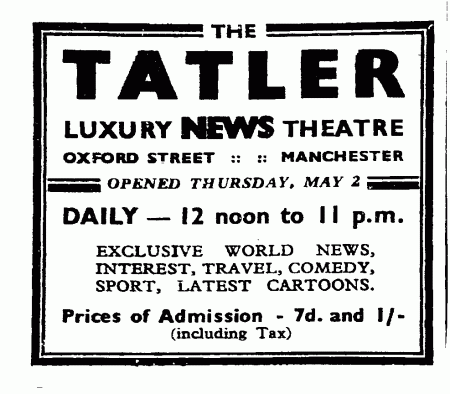 THE
TATLER
LUXURY NEWS THEATRE
OXFORD STREET :: :: MANCHESTER
OPENED THURSDAY, MAY 2
DAILY — 12 noon to 11 p.m.
EXCLUSIVE WORLD NEWS,
INTEREST, TRAVEL, COMEDY,
SPORT, LATEST CARTOONS.
Prices of Admission - 7d. and 1/-
(including Tax)